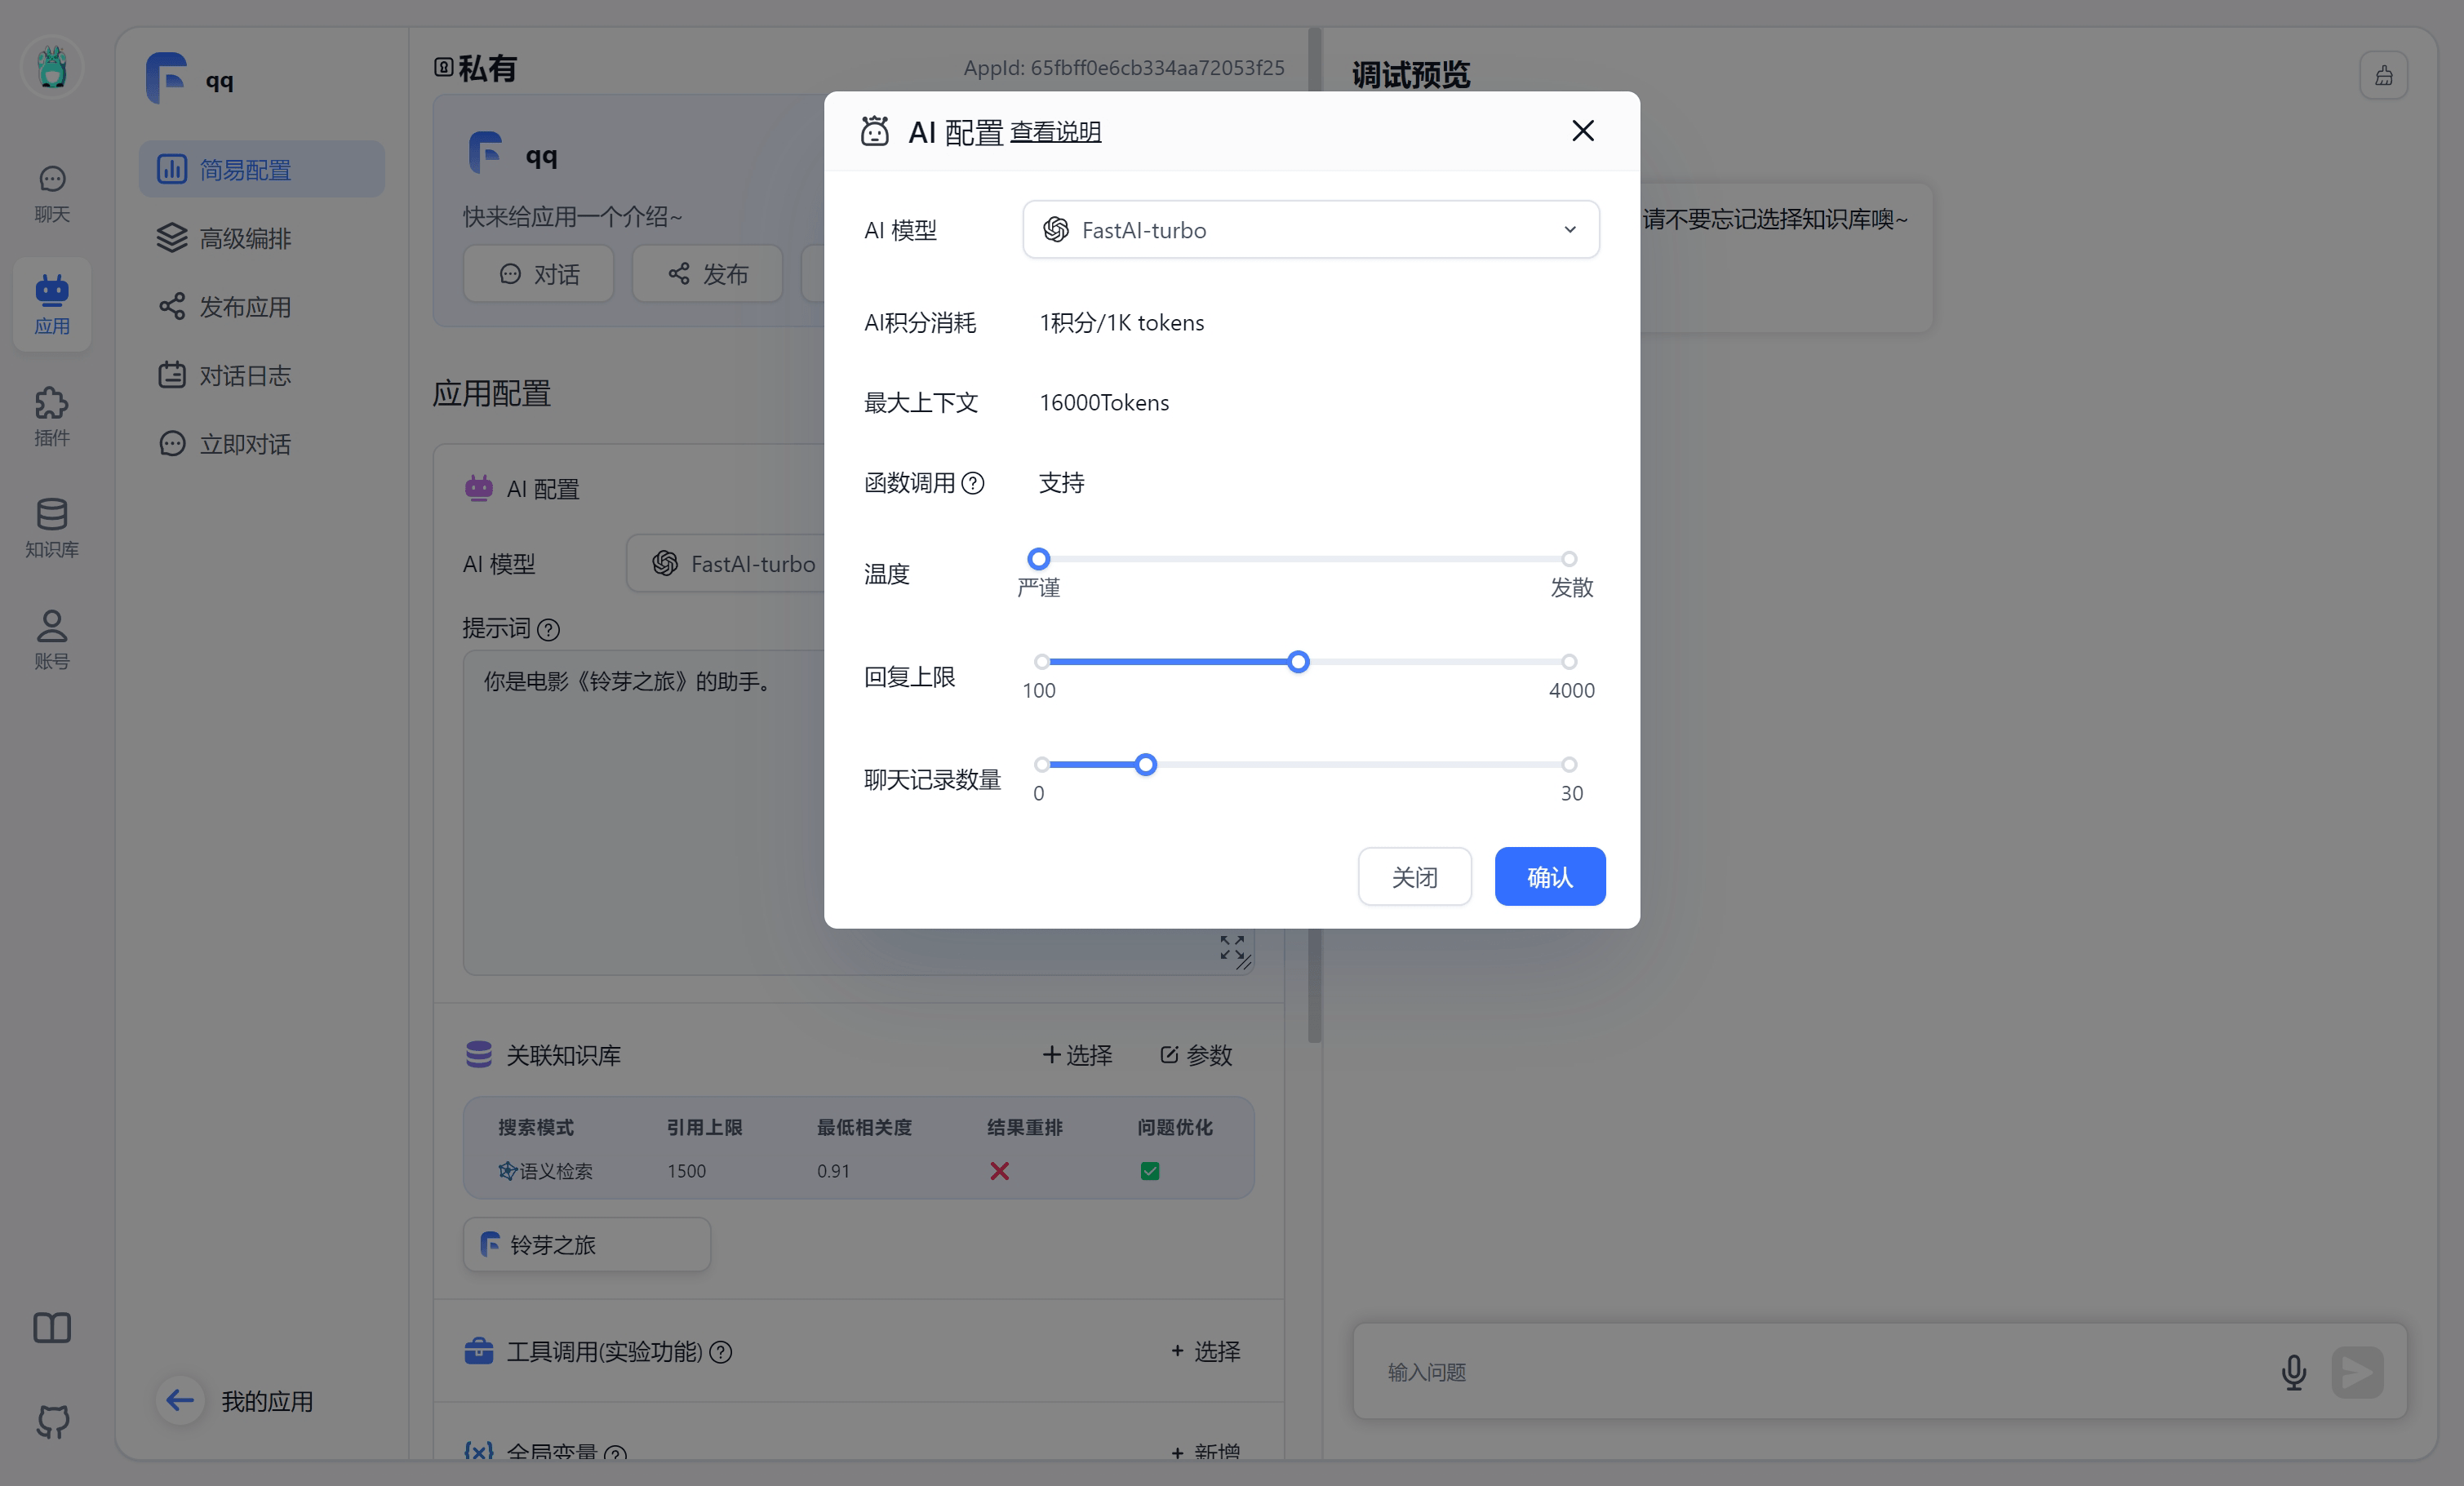 聊天
应用
插件
知识库
账号
qq
简易配置
高级编排
发布应用
对话日志
立即对话
我的应用
私有
AppId: 65fbff0e6cb334aa72053f25
qq
快来给应用一个介绍~
对话
发布
应用配置
AI 配置
AI 模型
FastAI-turbo
提示词
你是电影《铃芽之旅》的助手。
关联知识库
选择
参数
搜索模式 引用上限 最低相关度 结果重排 问题优化
语义检索 1500 0.91
铃芽之旅
工具调用(实验功能)
+ 选择
全局变量
+ 新增
AI 配置 查看说明
AI 模型
FastAI-turbo
AI积分消耗 1积分/1K tokens
最大上下文 16000Tokens
函数调用 支持
温度
严谨 发散
回复上限
100 4000
聊天记录数量
0 30
关闭
确认
调试预览
请不要忘记选择知识库噢~
输入问题